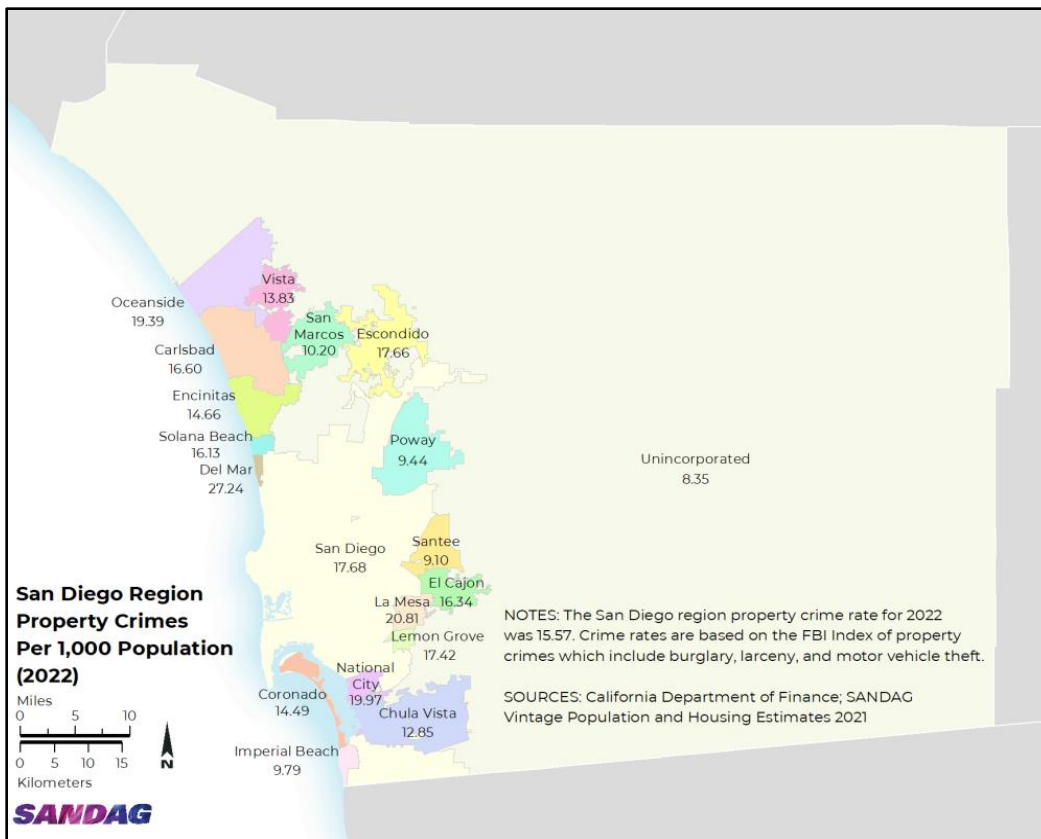 Vista
13.83
Oceanside
19.39
San
Marcos
10.20
Escondido
17.66
Carlsbad
16.60
Encinitas
14.66
Solana Beach
16.13
Del Mar
27.24
Poway
9.44
Unincorporated
8.35
San Diego
17.68
Santee
9.10
El Cajon
16.34
La Mesa
20.81
Lemon Grove
17.42
National
City
19.97
Coronado
14.49
Chula Vista
12.85
Imperial Beach
9.79
San Diego Region
Property Crimes
Per 1,000 Population
(2022)
Miles
0 5 10
0 5 10 15
Kilometers
N
SANDAG
NOTES: The San Diego region property crime rate for 2022
was 15.57. Crime rates are based on the FBI Index of property
crimes which include burglary, larceny, and motor vehicle theft.
SOURCES: California Department of Finance; SANDAG
Vintage Population and Housing Estimates 2021